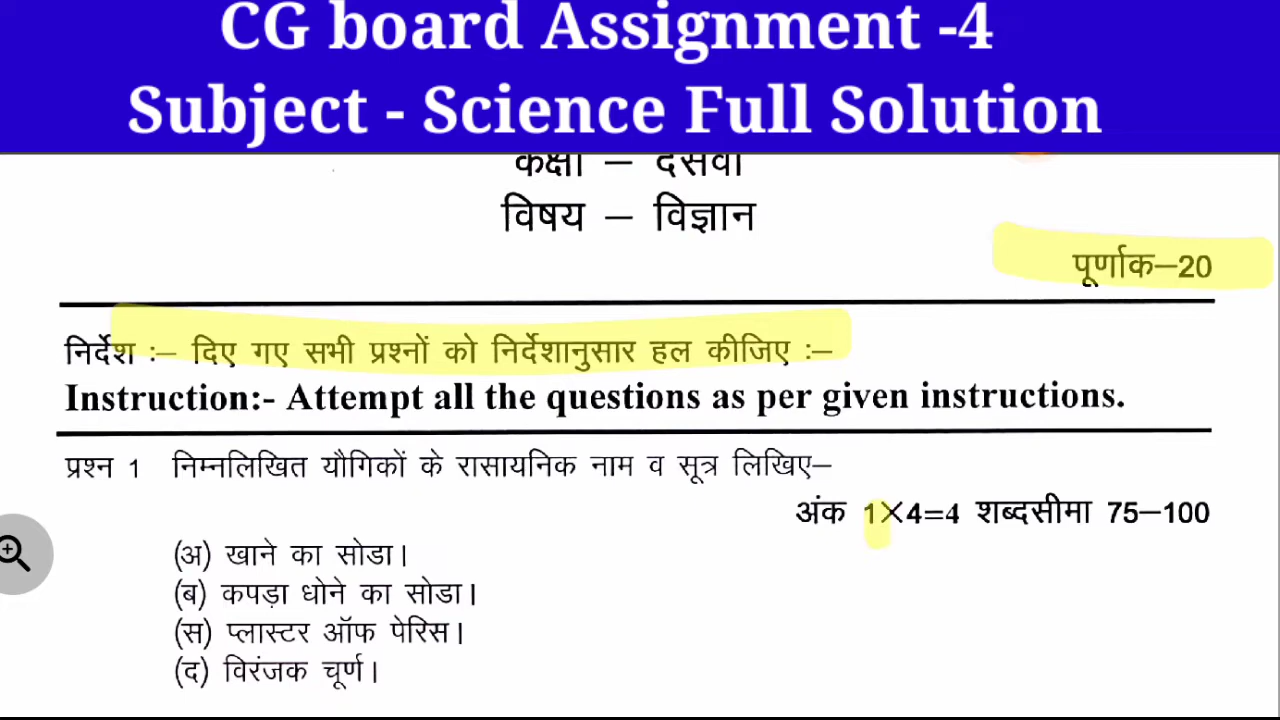 CG board Assignment -4
Subject - Science Full Solution
कक्षा – दसवी
विषय – विज्ञान
पूर्णाक–20
निर्देश :– दिए गए सभी प्रश्नों को निर्देशानुसार हल कीजिए :–
Instruction:- Attempt all the questions as per given instructions.
प्रश्न 1 निम्नलिखित यौगिकों के रासायनिक नाम व सूत्र लिखिए–
अंक 1×4=4 शब्दसीमा 75–100
(अ) खाने का सोडा।
(ब) कपड़ा धोने का सोडा।
(स) प्लास्टर ऑफ पेरिस।
(द) विरंजक चूर्ण।